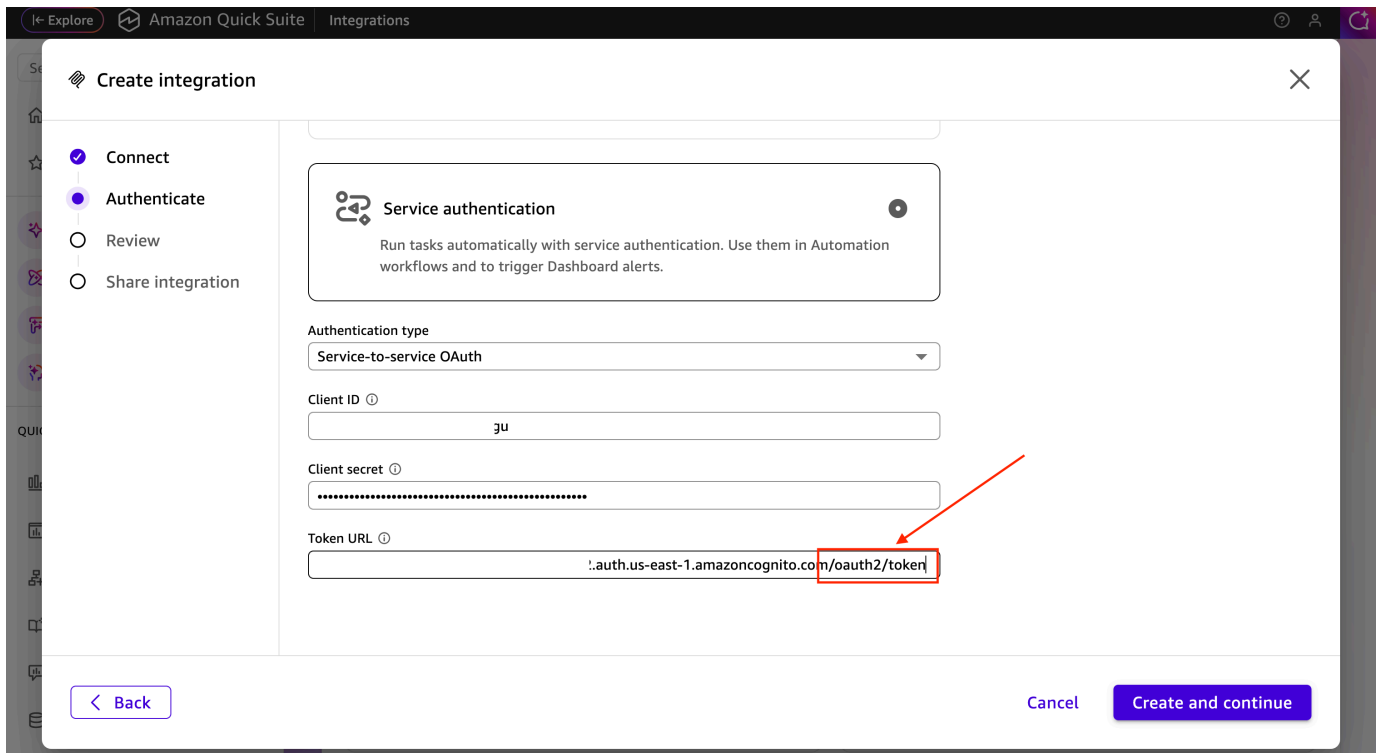 Explore
Amazon Quick Suite
Integrations
Create integration
Connect
Authenticate
Review
Share integration
Service authentication
Run tasks automatically with service authentication. Use them in Automation
workflows and to trigger Dashboard alerts.
Authentication type
Service-to-service OAuth
Client ID
gu
Client secret
Token URL
.auth.us-east-1.amazoncognito.com/oauth2/token
Back
Cancel
Create and continue